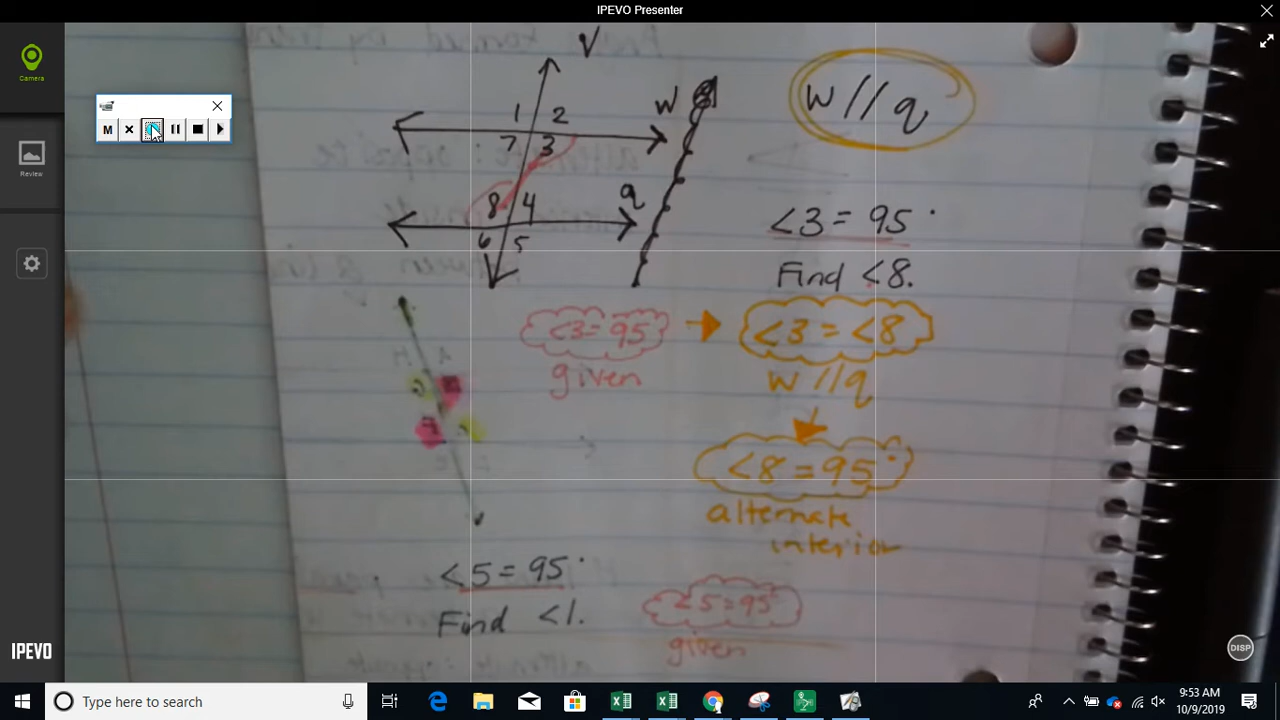 IPEVO Presenter
Camera
Review
M
V
1 2
7 3
w
8 4
q
6 5
w // q
<3 = 95°
Find <8.
<3 = 95
given
<3 = <8
w // q
<8 = 95°
alternate
interior
<5 = 95°
Find <1.
<5 = 95°
given
IPEVO
DISP
Type here to search
9:53 AM
10/9/2019